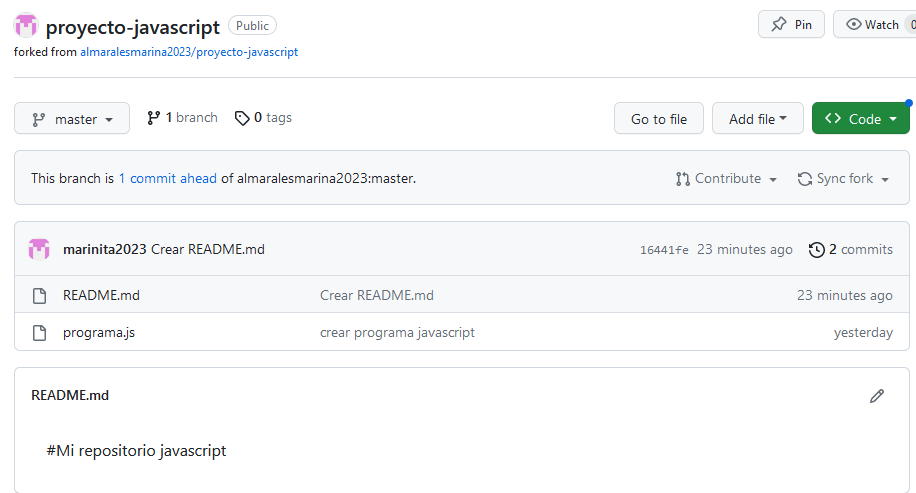 proyecto-javascript Public Pin Watch 0
forked from almaralesmarina2023/proyecto-javascript
master 1 branch 0 tags Go to file Add file Code
This branch is 1 commit ahead of almaralesmarina2023:master. Contribute Sync fork
marinita2023 Crear README.md 16441fe 23 minutes ago 2 commits
README.md Crear README.md 23 minutes ago
programa.js crear programa javascript yesterday
README.md
#Mi repositorio javascript